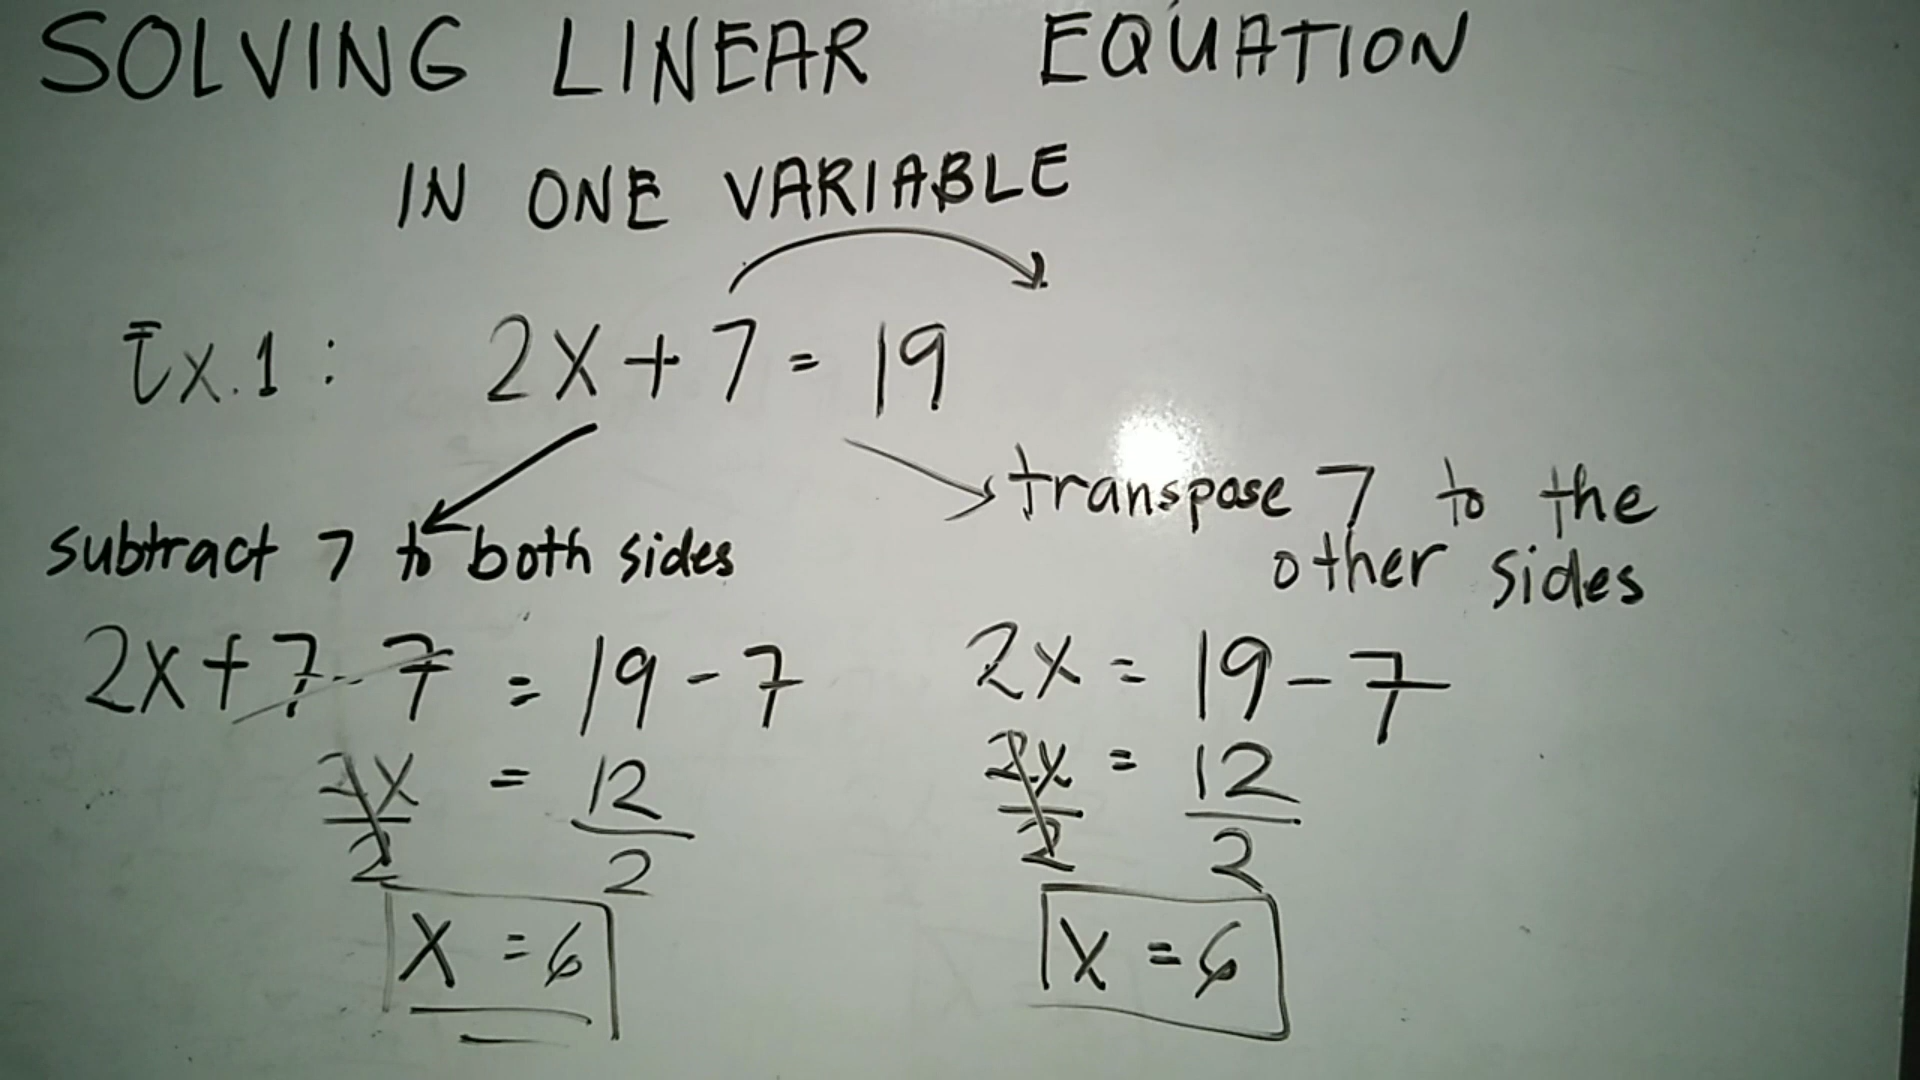 SOLVING LINEAR EQUATION
IN ONE VARIABLE
Ex.1 : 2X + 7 = 19
subtract 7 to both sides
2X + 7 - 7 = 19 - 7
2X/2 = 12/2
X = 6
transpose 7 to the
other sides
2X = 19 - 7
2X/2 = 12/2
X = 6